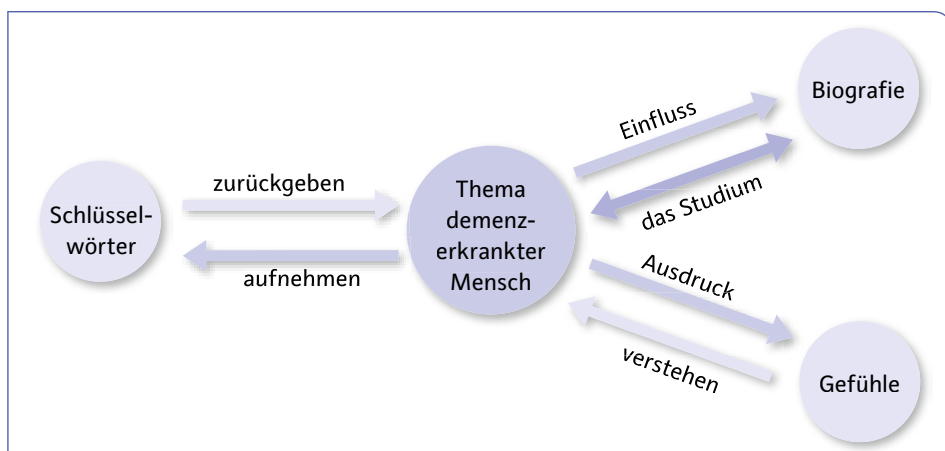 Schlüssel-
wörter
zurückgeben
aufnehmen
Thema
demenz-
erkrankter
Mensch
Einfluss
das Studium
Biografie
Ausdruck
verstehen
Gefühle